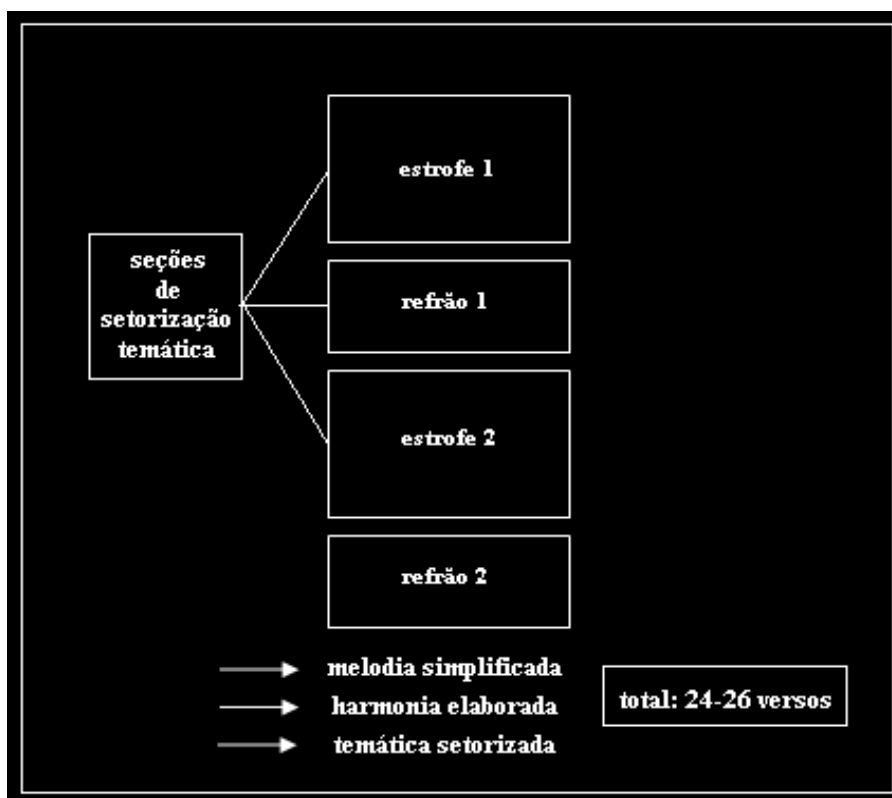 estrofe 1
seções
de
setorização
temática
refrão 1
estrofe 2
refrão 2
melodia simplificada
harmonia elaborada
temática setorizada
total: 24-26 versos